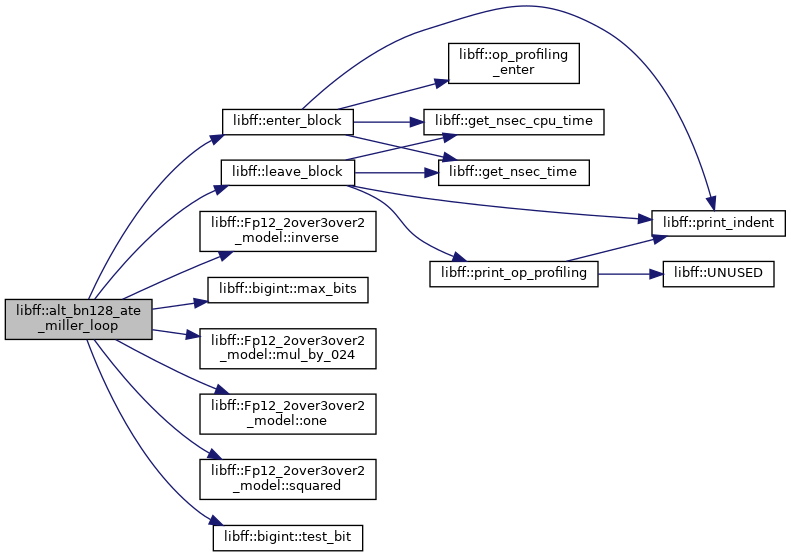 libff::alt_bn128_ate
_miller_loop
libff::enter_block
libff::leave_block
libff::Fp12_2over3over2
_model::inverse
libff::bigint::max_bits
libff::Fp12_2over3over2
_model::mul_by_024
libff::Fp12_2over3over2
_model::one
libff::Fp12_2over3over2
_model::squared
libff::bigint::test_bit
libff::op_profiling
_enter
libff::get_nsec_cpu_time
libff::get_nsec_time
libff::print_op_profiling
libff::print_indent
libff::UNUSED